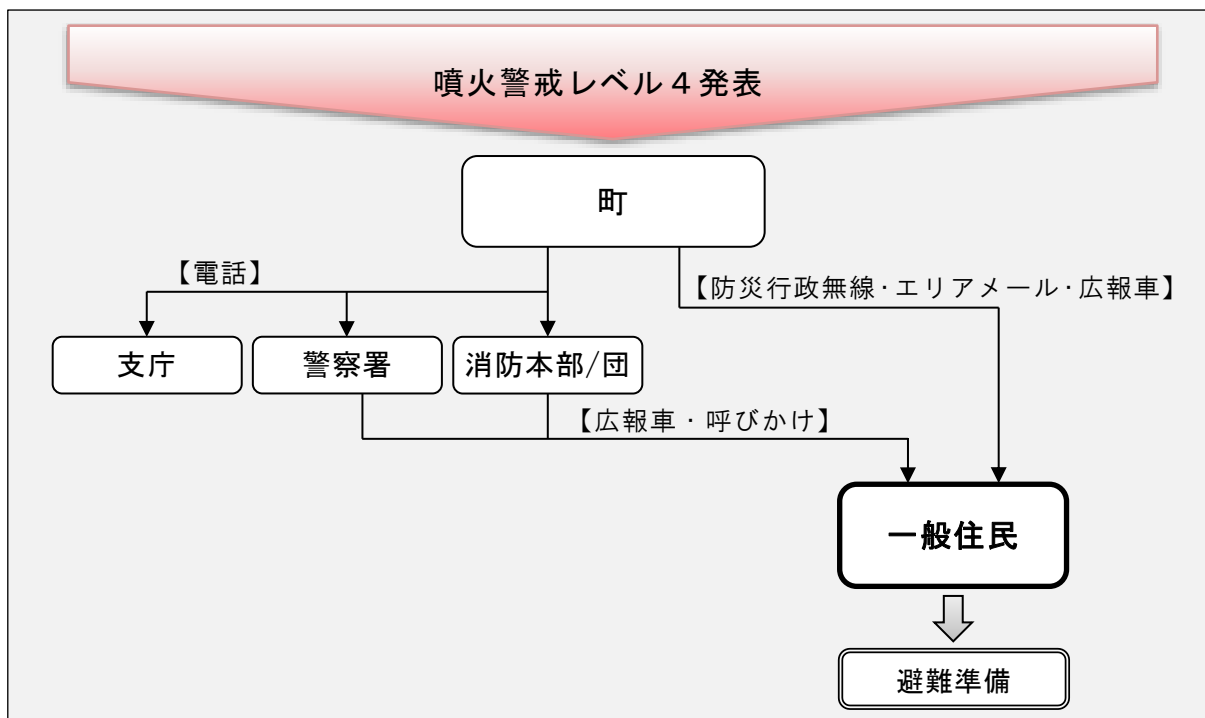 噴火警戒レベル４発表
町
【電話】
【防災行政無線・エリアメール・広報車】
支庁
警察署
消防本部/団
【広報車・呼びかけ】
一般住民
避難準備